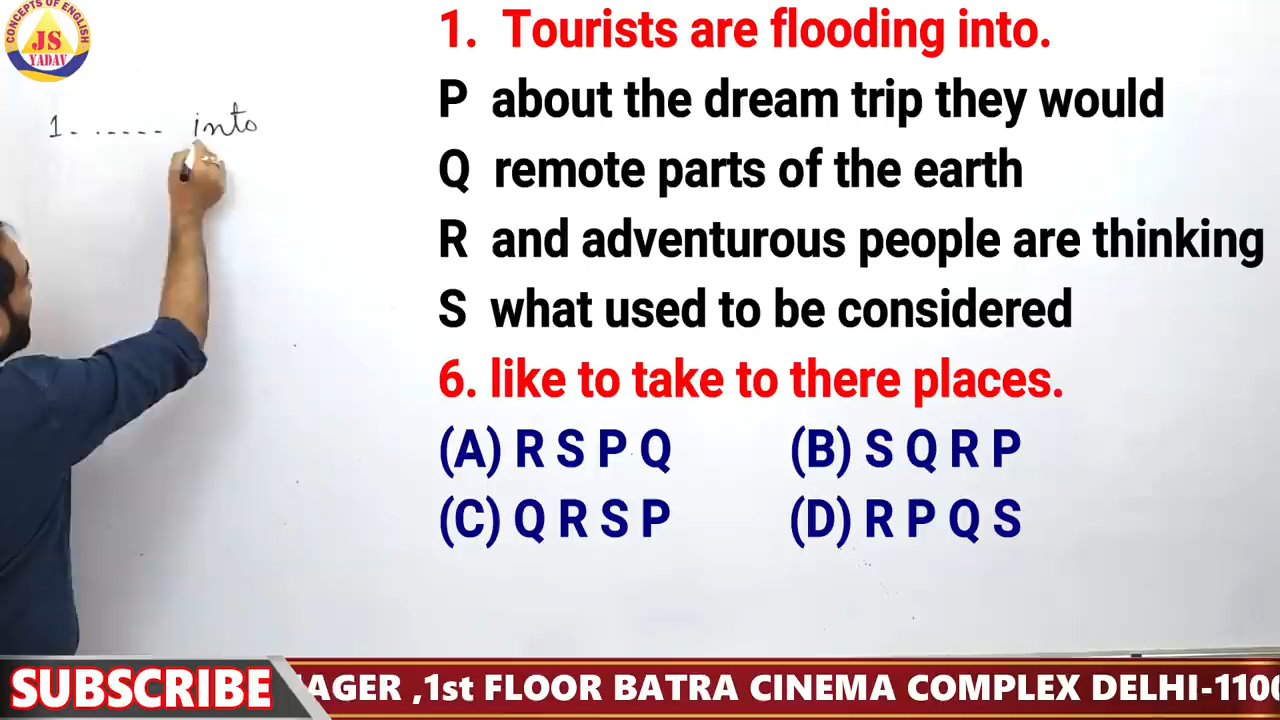 CONCEPTS OF ENGLISH
JS
YADAV
1. ..... into
1. Tourists are flooding into.
P about the dream trip they would
Q remote parts of the earth
R and adventurous people are thinking
S what used to be considered
6. like to take to there places.
(A) R S P Q (B) S Q R P
(C) Q R S P (D) R P Q S
SUBSCRIBE
AGER ,1st FLOOR BATRA CINEMA COMPLEX DELHI-1100